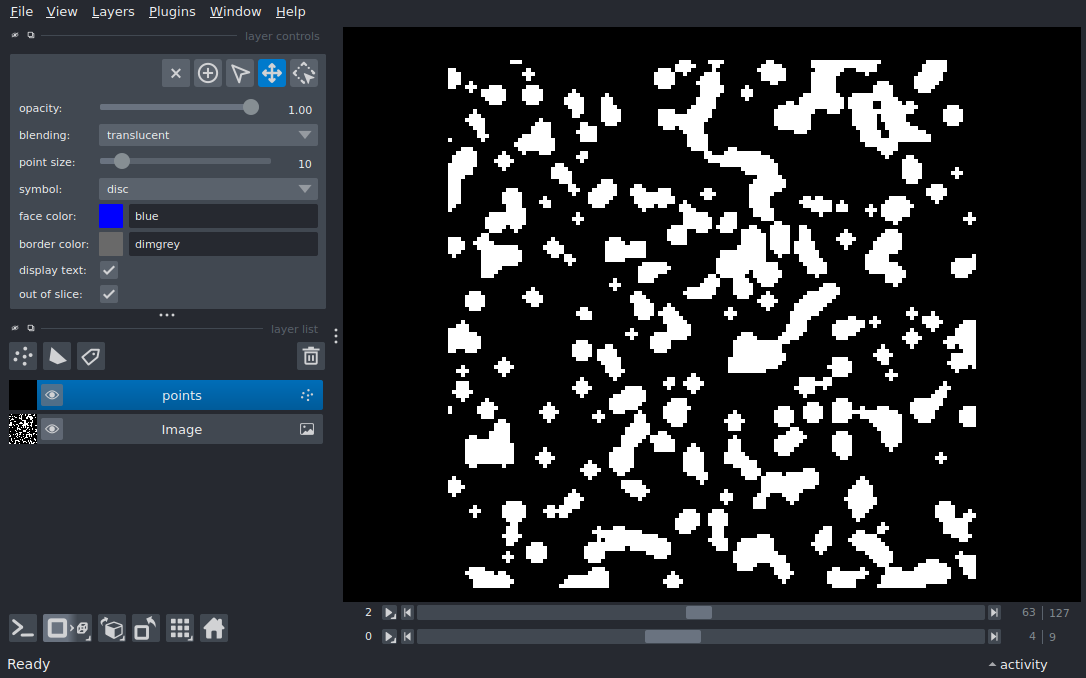 File View Layers Plugins Window Help
layer controls
opacity: 1.00
blending: translucent
point size: 10
symbol: disc
face color: blue
border color: dimgrey
display text:
out of slice:
layer list
points
Image
2 63 127
0 4 9
Ready activity